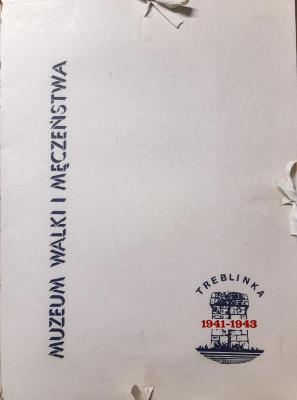 MUZEUM WALKI I MĘCZEŃSTWA
TREBLINKA
1941-1943